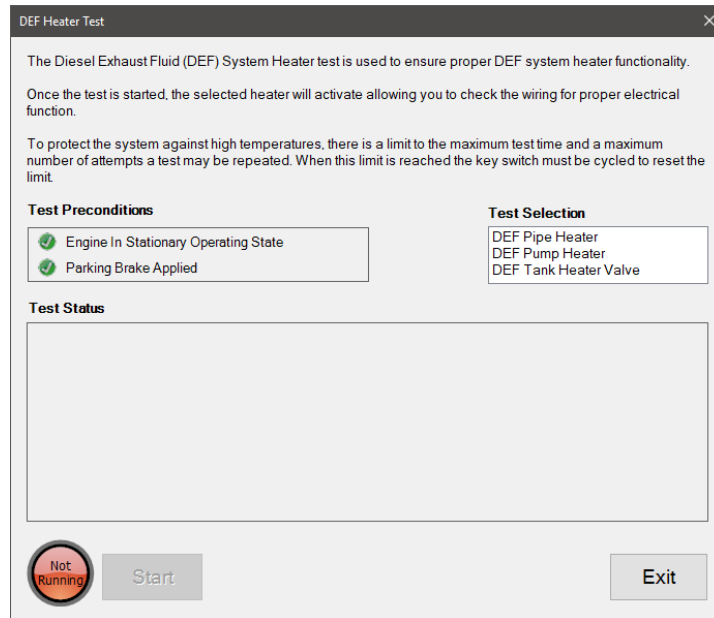 DEF Heater Test
The Diesel Exhaust Fluid (DEF) System Heater test is used to ensure proper DEF system heater functionality.
Once the test is started, the selected heater will activate allowing you to check the wiring for proper electrical
function.
To protect the system against high temperatures, there is a limit to the maximum test time and a maximum
number of attempts a test may be repeated. When this limit is reached the key switch must be cycled to reset the
limit.
Test Preconditions
Engine In Stationary Operating State
Parking Brake Applied
Test Selection
DEF Pipe Heater
DEF Pump Heater
DEF Tank Heater Valve
Test Status
Not
Running
Start
Exit